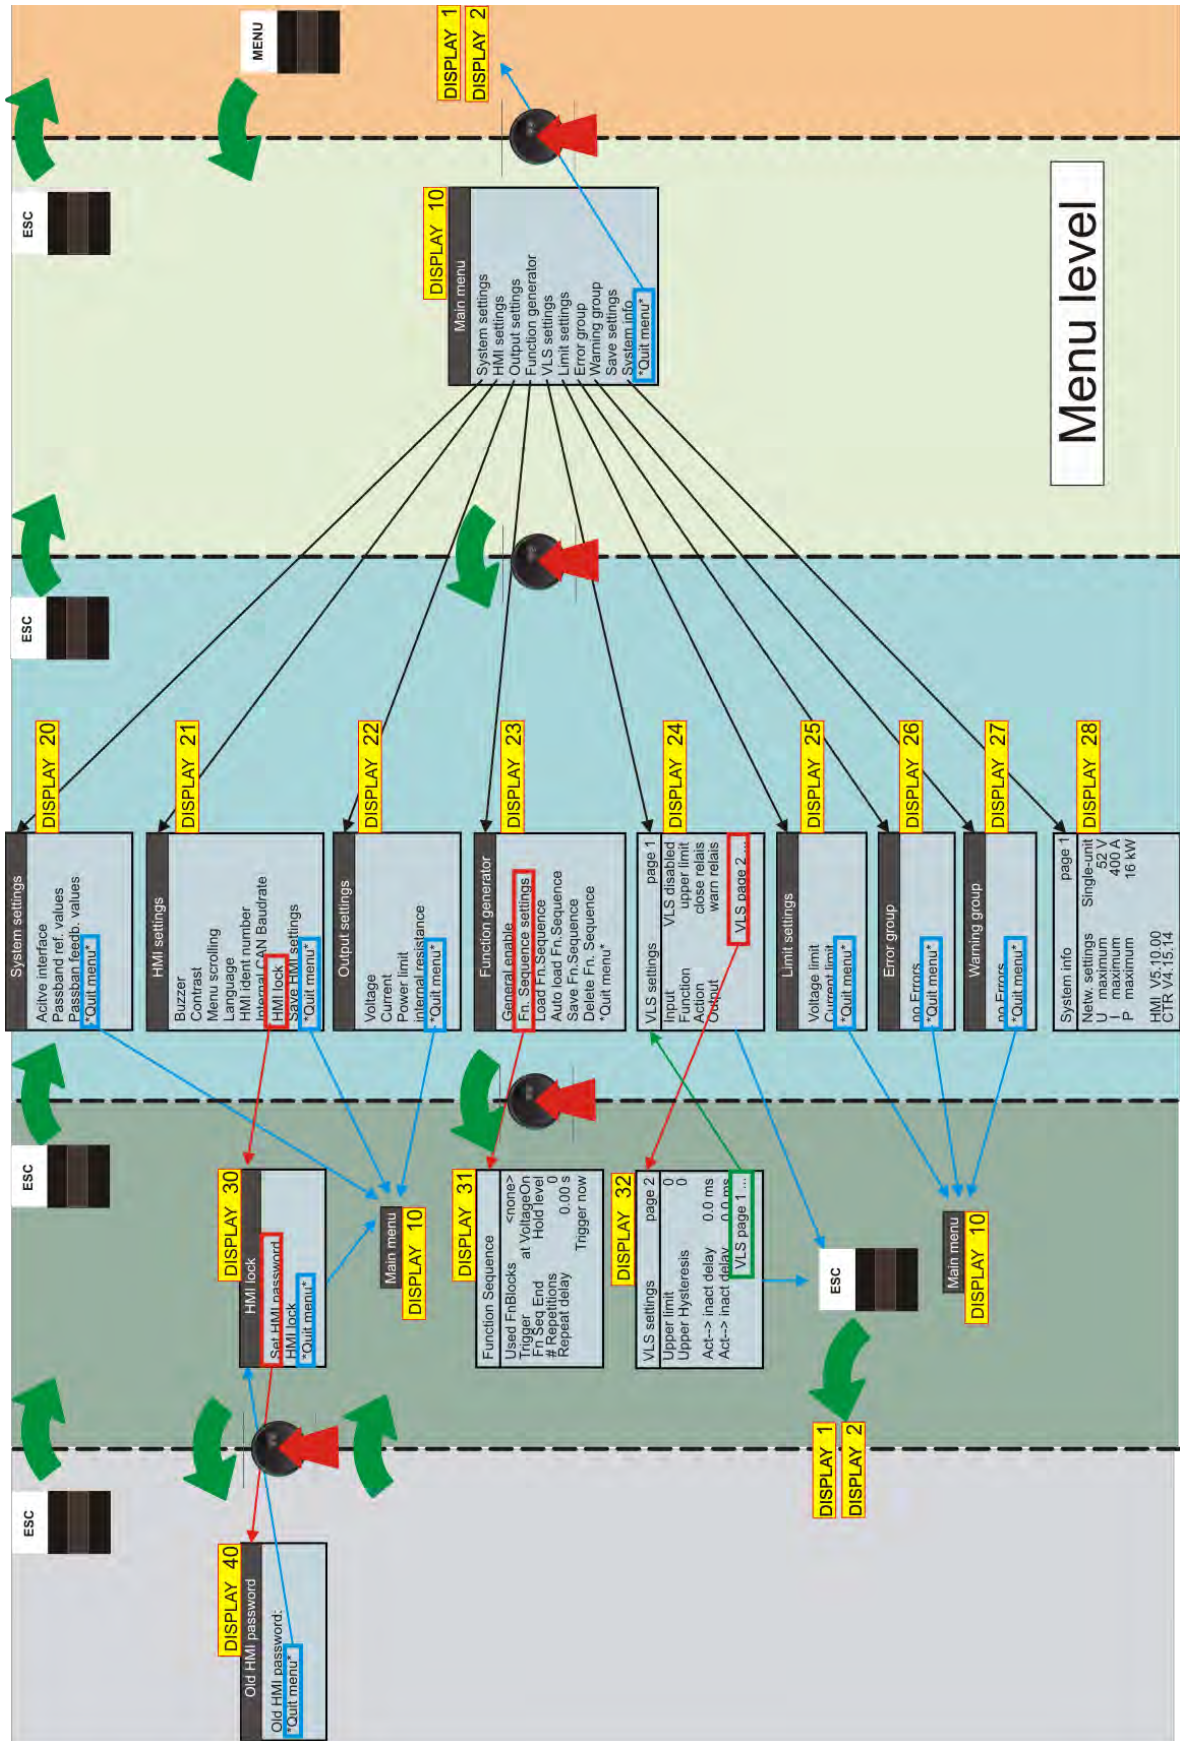 Menu level
MENU
DISPLAY 1
DISPLAY 2
ESC
DISPLAY 10
Main menu
System settings
HMI settings
Output settings
Function generator
VLS settings
Limit settings
Error group
Warning group
Save settings
System info
*Quit menu*
ESC
DISPLAY 20
System settings
Acitve interface
Passband ref. values
Passban feedb. values
*Quit menu*
DISPLAY 21
HMI settings
Buzzer
Contrast
Menu scrolling
Language
HMI ident number
Internal CAN Baudrate
HMI lock
Save HMI settings
*Quit menu*
DISPLAY 22
Output settings
Voltage
Current
Power limit
internal resistance
*Quit menu*
DISPLAY 23
Function generator
General enable
Fn. Sequence settings
Load Fn.Sequence
Auto load Fn.Sequence
Save Fn.Sequence
Delete Fn. Sequence
*Quit menu*
DISPLAY 24
VLS settings page 1
Input VLS disabled
Function upper limit
Action close relais
Output warn relais
VLS page 2 ...
DISPLAY 25
Limit settings
Voltage limit
Current limit
*Quit menu*
DISPLAY 26
Error group
no Errors
*Quit menu*
DISPLAY 27
Warning group
no Errors
*Quit menu*
DISPLAY 28
System info page 1
Netw. settings Single-unit
U maximum 52 V
I maximum 400 A
P maximum 16 kW
HMI V5.10.00
CTR V4.15.14
ESC
DISPLAY 30
HMI lock
Set HMI password
HMI lock
*Quit menu*
Main menu
DISPLAY 10
DISPLAY 31
Function Sequence
Used FnBlocks <none>
Trigger at VoltageOn
Fn Seq End Hold level
# Repetitions 0
Repeat delay 0.00 s
Trigger now
DISPLAY 32
VLS settings page 2
Upper limit 0
Upper Hysteresis 0
Act--> inact delay 0.0 ms
Act--> inact delay 0.0 ms
VLS page 1 ...
ESC
Main menu
DISPLAY 10
DISPLAY 1
DISPLAY 2
ESC
DISPLAY 40
Old HMI password
Old HMI password:
*Quit menu*